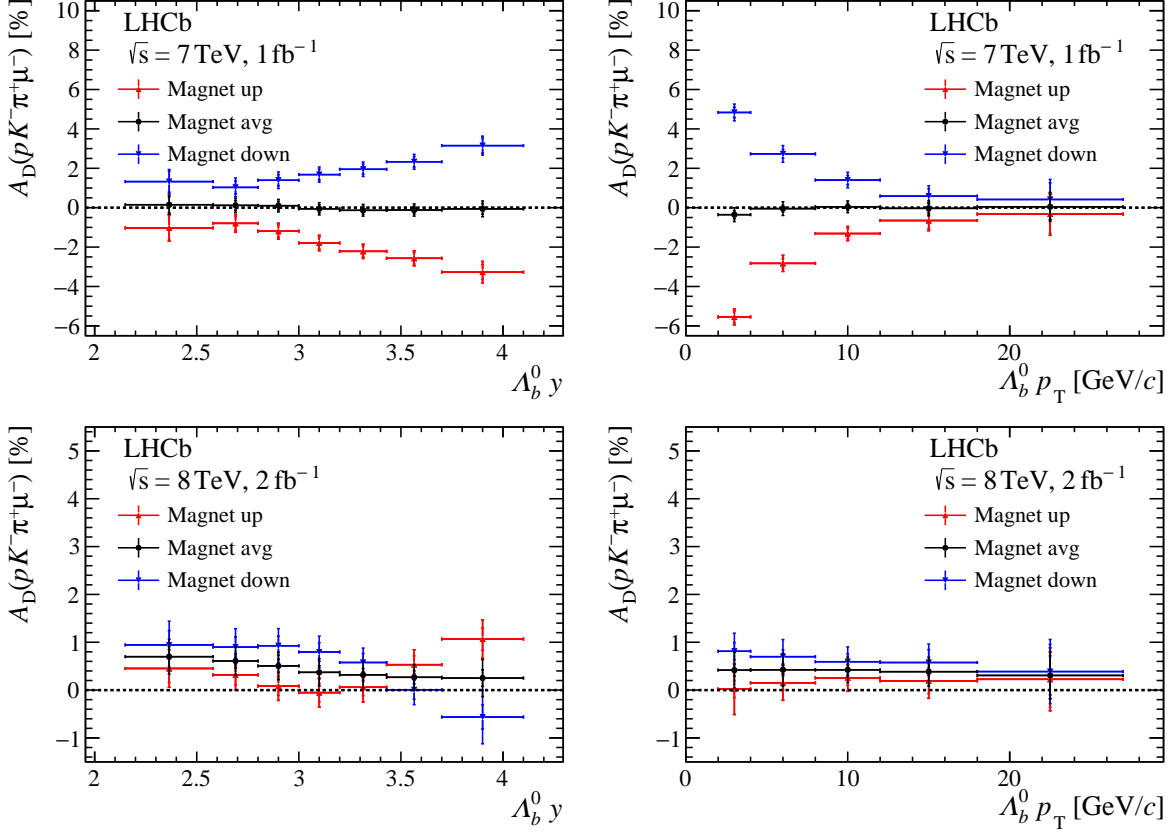 A_D(pK⁻π⁺μ⁻) [%]
LHCb
√s = 7 TeV, 1 fb⁻¹
Magnet up
Magnet avg
Magnet down
10
8
6
4
2
0
−2
−4
−6
2 2.5 3 3.5 4
Λ_b^0 y
A_D(pK⁻π⁺μ⁻) [%]
LHCb
√s = 7 TeV, 1 fb⁻¹
Magnet up
Magnet avg
Magnet down
10
8
6
4
2
0
−2
−4
−6
0 10 20
Λ_b^0 p_T [GeV/c]
A_D(pK⁻π⁺μ⁻) [%]
LHCb
√s = 8 TeV, 2 fb⁻¹
Magnet up
Magnet avg
Magnet down
5
4
3
2
1
0
−1
2 2.5 3 3.5 4
Λ_b^0 y
A_D(pK⁻π⁺μ⁻) [%]
LHCb
√s = 8 TeV, 2 fb⁻¹
Magnet up
Magnet avg
Magnet down
5
4
3
2
1
0
−1
0 10 20
Λ_b^0 p_T [GeV/c]